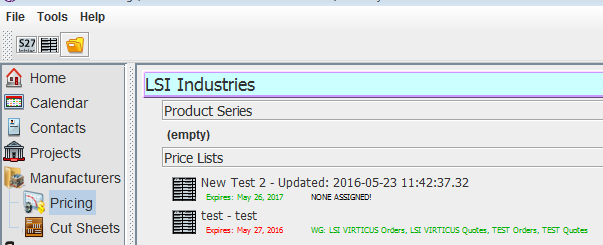 File Tools Help
S27
Home
Calendar
Contacts
Projects
Manufacturers
Pricing
Cut Sheets
LSI Industries
Product Series
(empty)
Price Lists
New Test 2 - Updated: 2016-05-23 11:42:37.32
Expires: May 26, 2017 NONE ASSIGNED!
test - test
Expires: May 27, 2016 WG: LSI VIRTICUS Orders, LSI VIRTICUS Quotes, TEST Orders, TEST Quotes